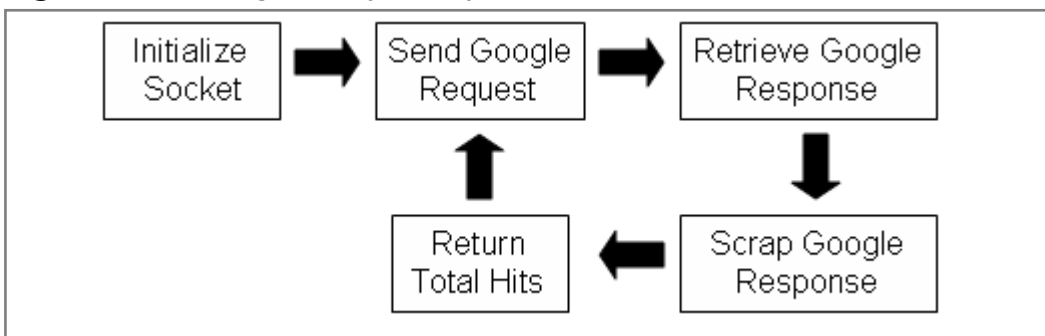 Initialize
Socket
Send Google
Request
Retrieve Google
Response
Return
Total Hits
Scrap Google
Response